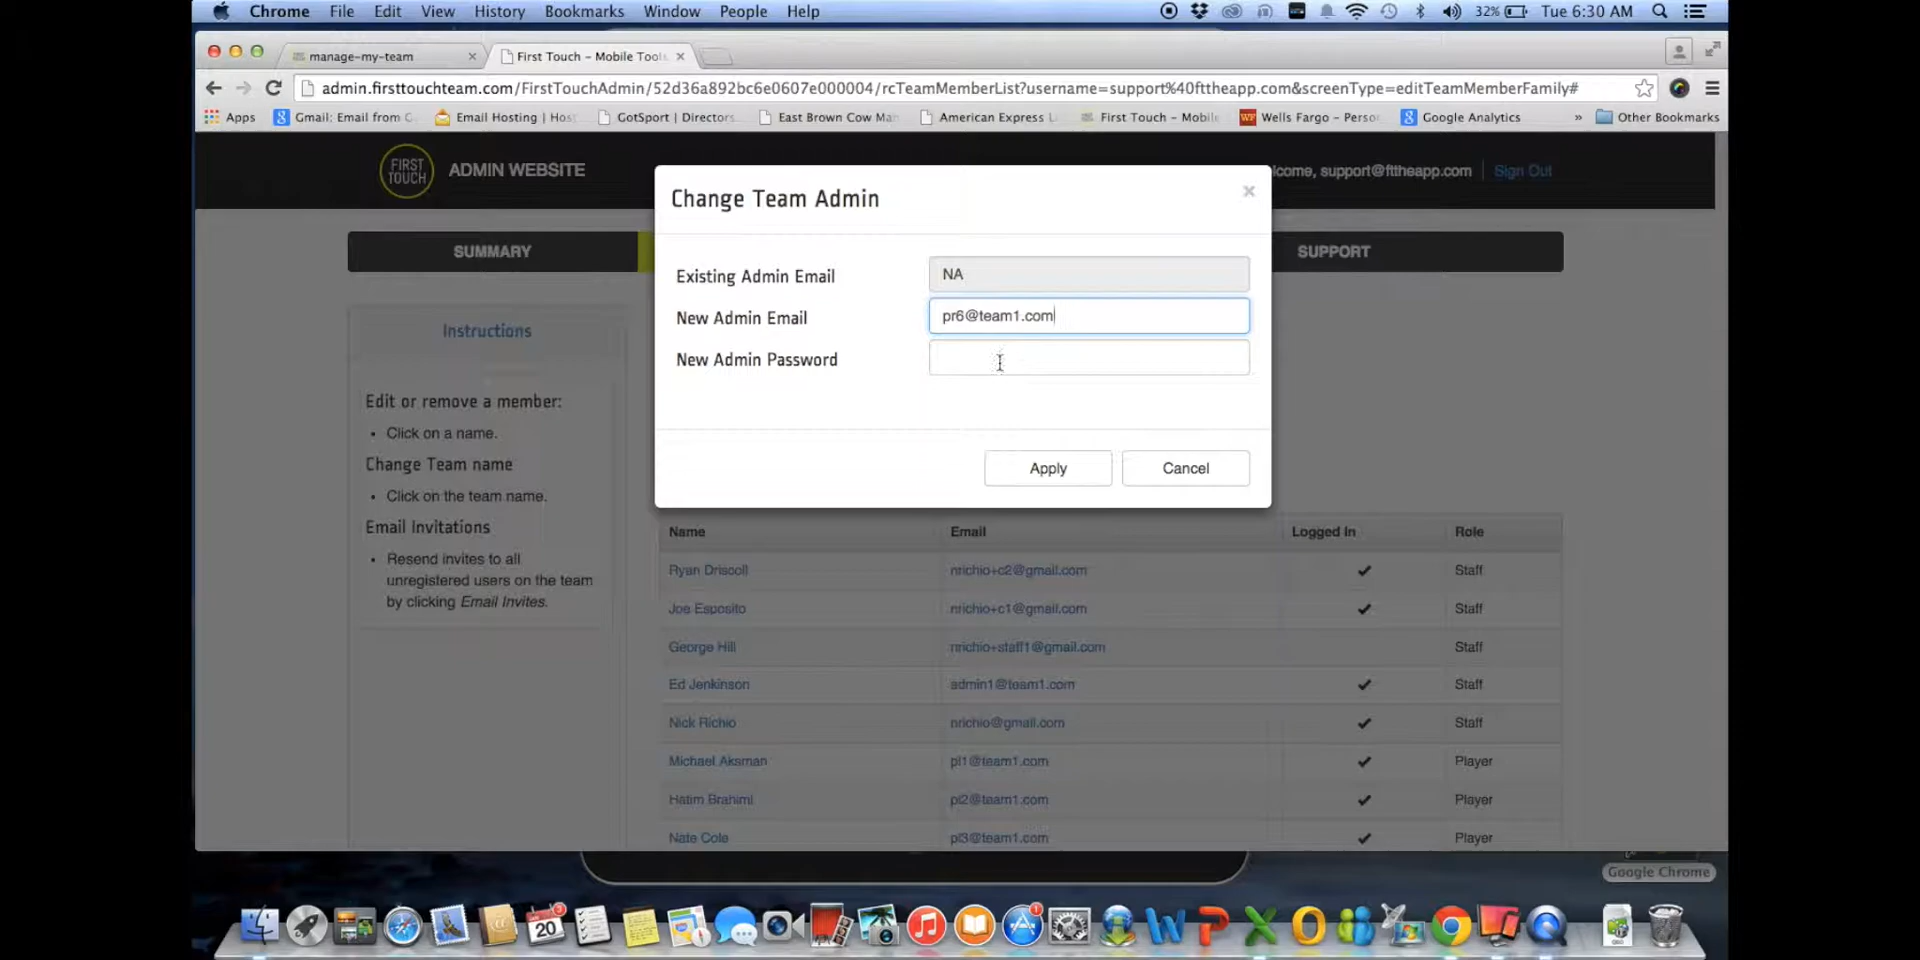 Chrome File Edit View History Bookmarks Window People Help 32% Tue 6:30 AM
manage-my-team First Touch – Mobile Tools
admin.firsttouchteam.com/FirstTouchAdmin/52d36a892bc6e0607e000004/rcTeamMemberList?username=support%40fttheapp.com&screenType=editTeamMemberFamily#
Apps Gmail: Email from G Email Hosting | Hos GotSport | Directors East Brown Cow Man American Express L First Touch – Mobile Wells Fargo – Perso Google Analytics » Other Bookmarks
FIRST TOUCH ADMIN WEBSITE
lcome, support@fttheapp.com Sign Out
SUMMARY SUPPORT
Change Team Admin ×
Existing Admin Email NA
New Admin Email pr6@team1.com
New Admin Password
Apply Cancel
Instructions
Edit or remove a member:
• Click on a name.
Change Team name
• Click on the team name.
Email Invitations
• Resend invites to all
unregistered users on the team
by clicking Email Invites.
Name Email Logged In Role
Ryan Driscoll nrichio+c2@gmail.com ✔ Staff
Joe Esposito nrichio+c1@gmail.com ✔ Staff
George Hill nrichio+staff1@gmail.com Staff
Ed Jenkinson admin1@team1.com ✔ Staff
Nick Richio nrichio@gmail.com ✔ Staff
Michael Aksman pl1@team1.com ✔ Player
Hatim Brahimi pl2@team1.com ✔ Player
Nate Cole pl3@team1.com ✔ Player
Google Chrome
20